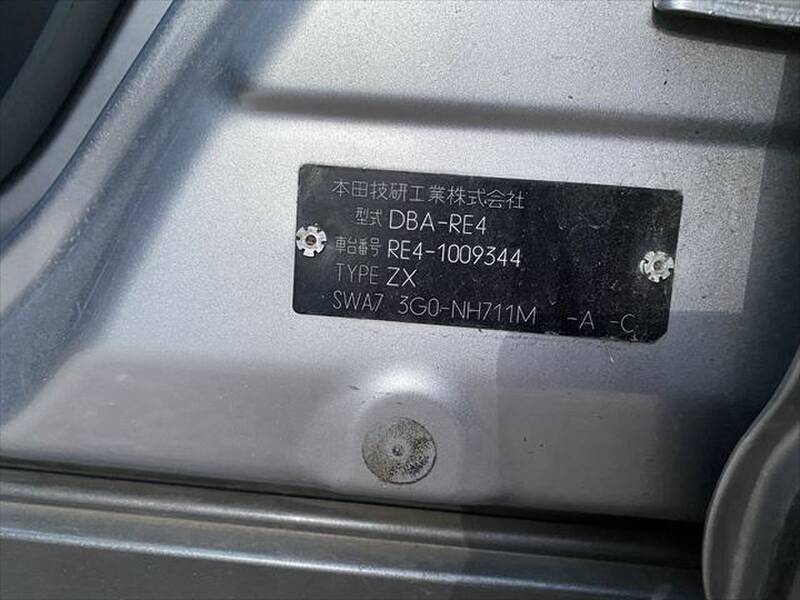 本田技研工業株式会社
型式 DBA-RE4
車台番号 RE4-1009344
TYPE ZX
SWA7 3G0-NH711M -A -C